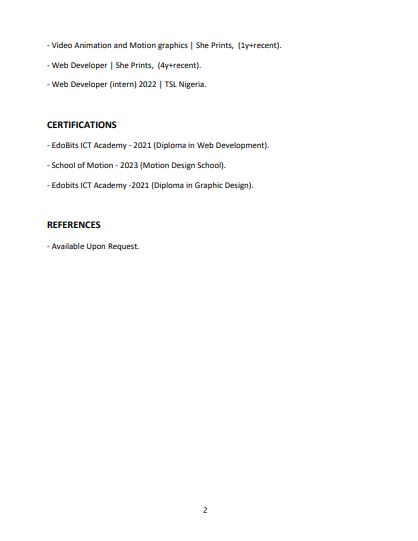 - Video Animation and Motion graphics | She Prints,  (1y+recent).
- Web Developer | She Prints,  (4y+recent).
- Web Developer (intern) 2022 | TSL Nigeria.
CERTIFICATIONS
- EdoBits ICT Academy - 2021 (Diploma in Web Development).
- School of Motion - 2023 (Motion Design School).
- Edobits ICT Academy -2021 (Diploma in Graphic Design).
REFERENCES
- Available Upon Request.
2